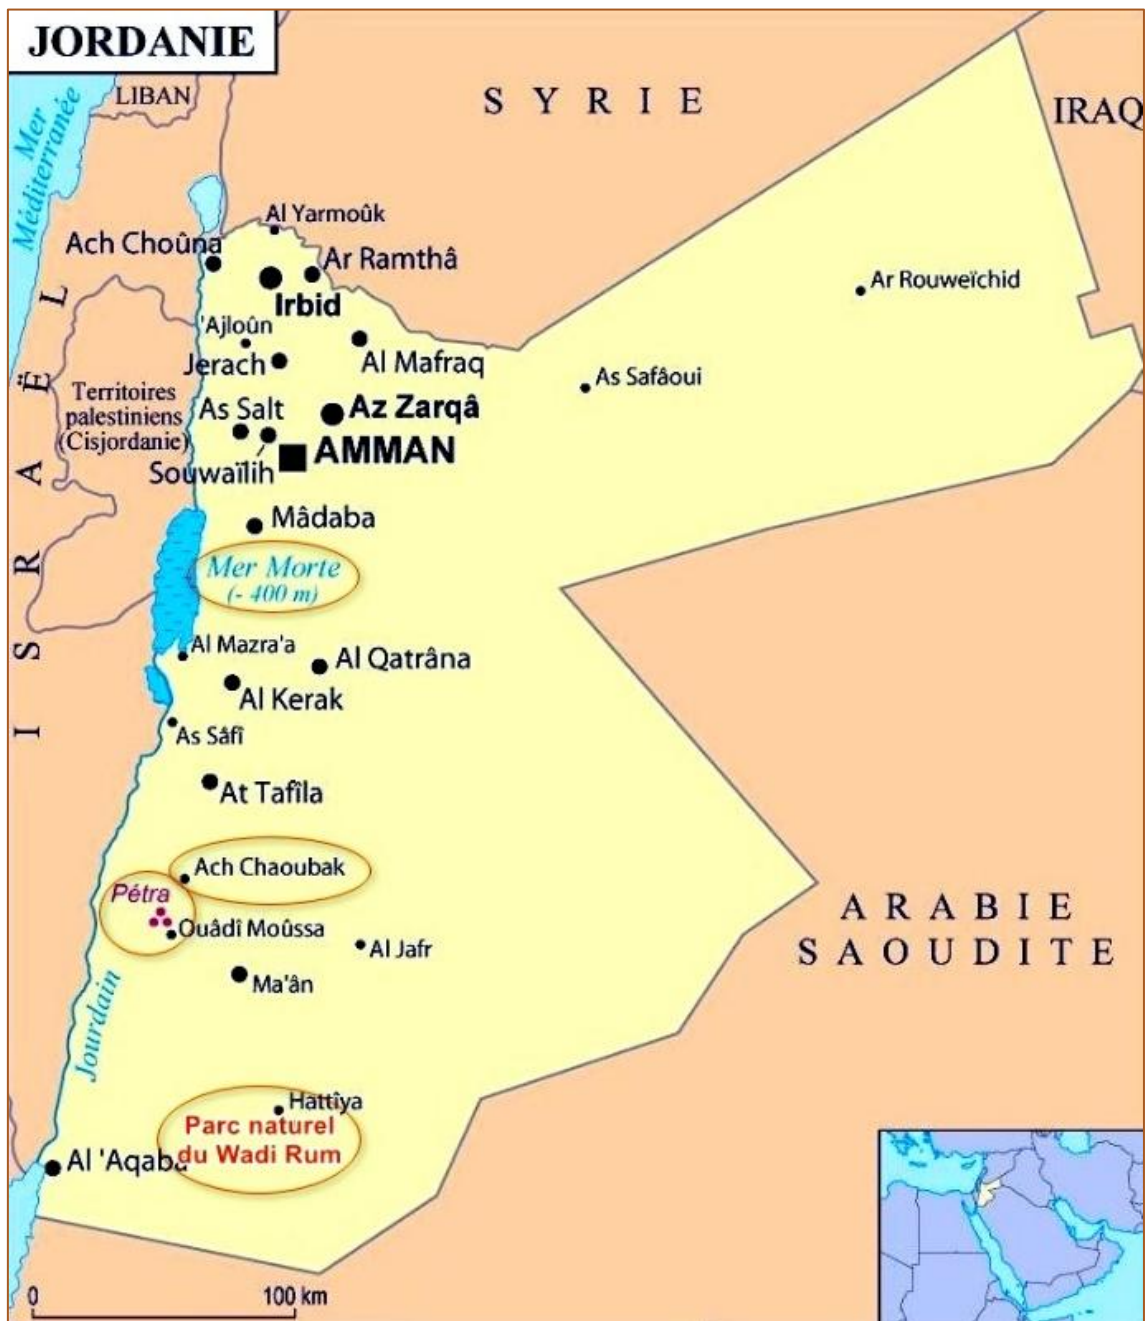 JORDANIE
Mer
Méditerranée
LIBAN
SYRIE
IRAQ
Al Yarmoûk
Ach Choûna
Ar Ramthâ
Irbid
Ar Rouweïchid
'Ajloûn
Jerach
Al Mafraq
As Safâoui
ISRAËL
Territoires
palestiniens
(Cisjordanie)
As Salt
Az Zarqâ
AMMAN
Souwaïlih
Mâdaba
Mer Morte
(- 400 m)
Al Mazra'a
Al Qatrâna
Al Kerak
As Sâfî
At Tafîla
Ach Chaoubak
Pétra
Ouâdî Moûssa
Al Jafr
Ma'ân
ARABIE
SAOUDITE
Jourdain
Hattîya
Parc naturel
du Wadi Rum
Al 'Aqaba
0 100 km